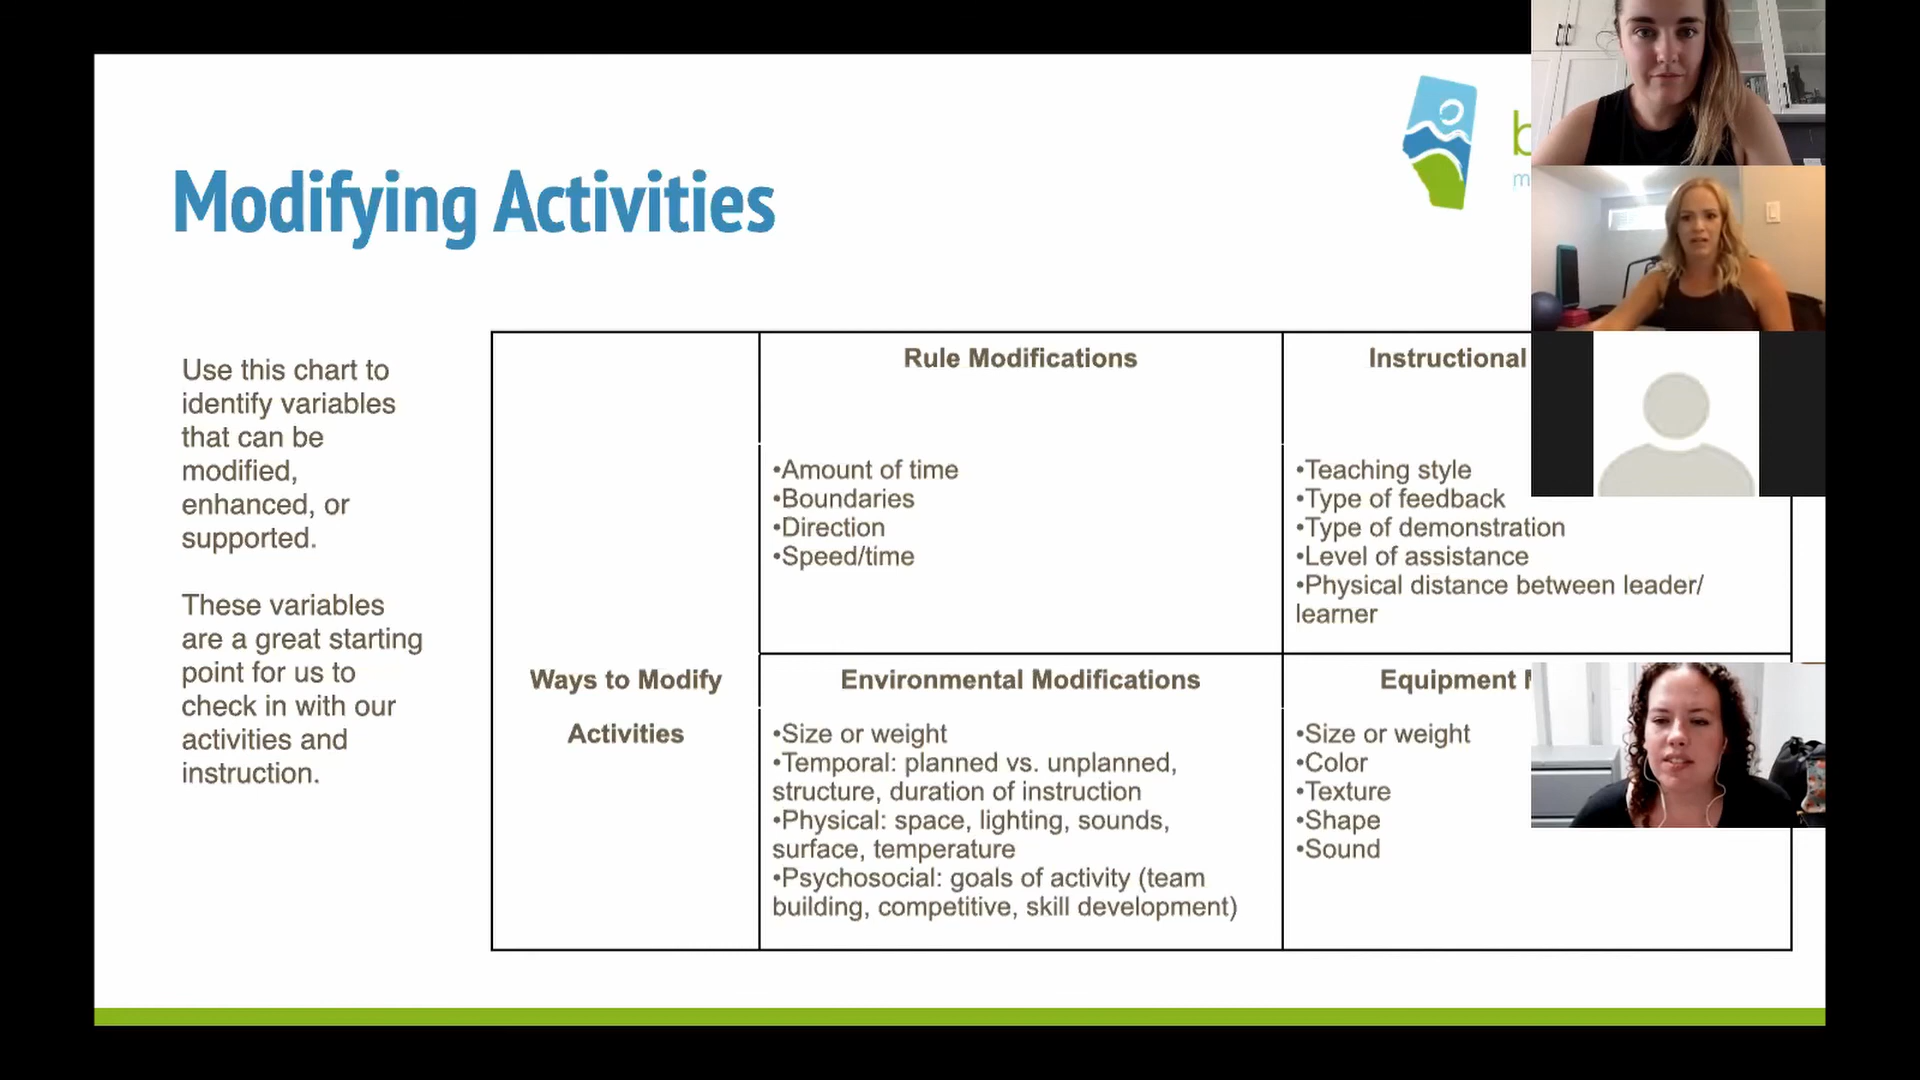 Modifying Activities
Use this chart to
identify variables
that can be
modified,
enhanced, or
supported.
These variables
are a great starting
point for us to
check in with our
activities and
instruction.
Ways to Modify
Activities
Rule Modifications
•Amount of time
•Boundaries
•Direction
•Speed/time
Instructional
•Teaching style
•Type of feedback
•Type of demonstration
•Level of assistance
•Physical distance between leader/
learner
Environmental Modifications
•Size or weight
•Temporal: planned vs. unplanned,
structure, duration of instruction
•Physical: space, lighting, sounds,
surface, temperature
•Psychosocial: goals of activity (team
building, competitive, skill development)
Equipment
•Size or weight
•Color
•Texture
•Shape
•Sound